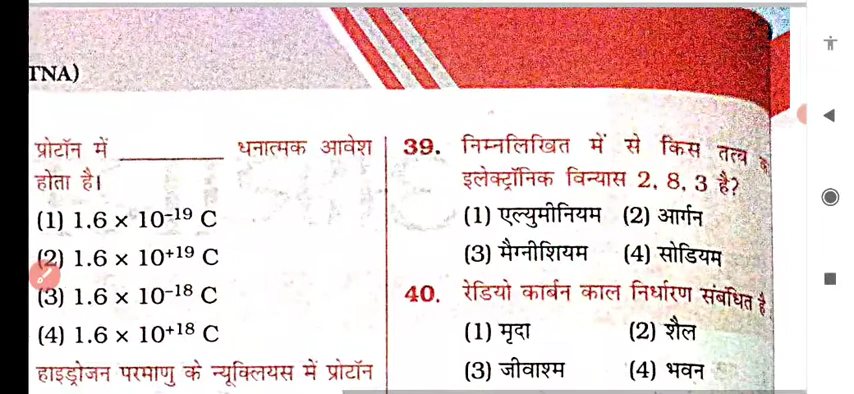 TNA)
प्रोटॉन में ________ धनात्मक आवेश
होता है।
(1) 1.6 × 10⁻¹⁹ C
(2) 1.6 × 10⁺¹⁹ C
(3) 1.6 × 10⁻¹⁸ C
(4) 1.6 × 10⁺¹⁸ C
हाइड्रोजन परमाणु के न्यूक्लियस में प्रोटॉन
39. निम्नलिखित में से किस तत्व का
इलेक्ट्रॉनिक विन्यास 2, 8, 3 है?
(1) एल्युमीनियम (2) आर्गन
(3) मैग्नीशियम (4) सोडियम
40. रेडियो कार्बन काल निर्धारण संबंधित है
(1) मृदा (2) शैल
(3) जीवाश्म (4) भवन